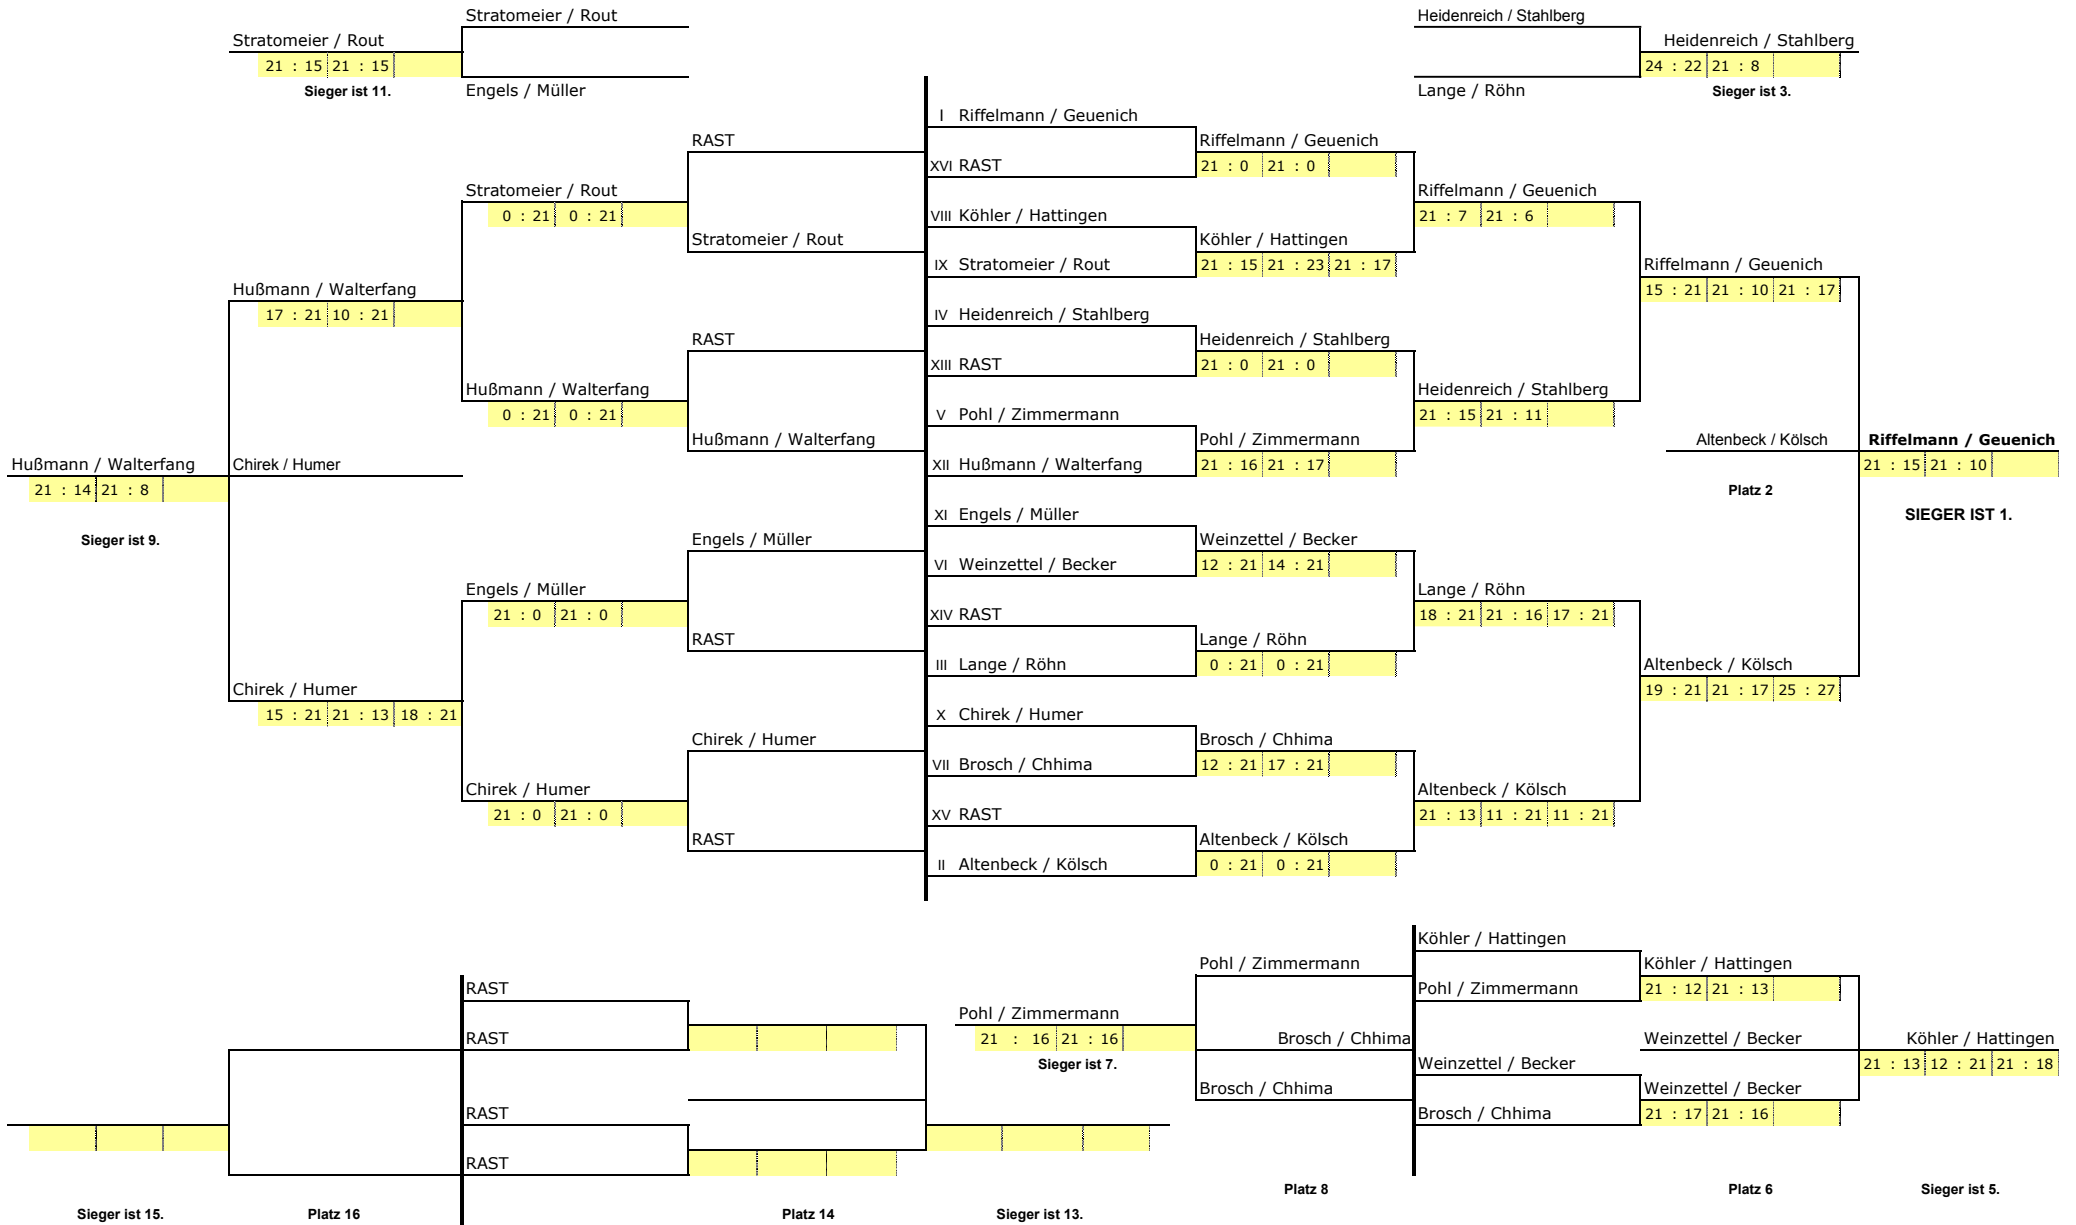 Stratomeier / Rout
Heidenreich / Stahlberg
Stratomeier / Rout
Heidenreich / Stahlberg
21 : 15 21 : 15
24 : 22 21 : 8
Sieger ist 11.
Engels / Müller
Lange / Röhn
Sieger ist 3.
I Riffelmann / Geuenich
RAST
Riffelmann / Geuenich
XVI RAST
21 : 0 21 : 0
Stratomeier / Rout
Riffelmann / Geuenich
0 : 21 0 : 21
VIII Köhler / Hattingen
21 : 7 21 : 6
Stratomeier / Rout
Köhler / Hattingen
IX Stratomeier / Rout
21 : 15 21 : 23 21 : 17
Riffelmann / Geuenich
Hußmann / Walterfang
15 : 21 21 : 10 21 : 17
17 : 21 10 : 21
IV Heidenreich / Stahlberg
RAST
Heidenreich / Stahlberg
XIII RAST
21 : 0 21 : 0
Hußmann / Walterfang
Heidenreich / Stahlberg
0 : 21 0 : 21
V Pohl / Zimmermann
21 : 15 21 : 11
Hußmann / Walterfang
Pohl / Zimmermann
Altenbeck / Kölsch
Riffelmann / Geuenich
Hußmann / Walterfang
Chirek / Humer
XII Hußmann / Walterfang
21 : 16 21 : 17
21 : 15 21 : 10
21 : 14 21 : 8
Platz 2
XI Engels / Müller
SIEGER IST 1.
Sieger ist 9.
Engels / Müller
Weinzettel / Becker
VI Weinzettel / Becker
12 : 21 14 : 21
Engels / Müller
Lange / Röhn
21 : 0 21 : 0
XIV RAST
18 : 21 21 : 16 17 : 21
RAST
Lange / Röhn
III Lange / Röhn
0 : 21 0 : 21
Altenbeck / Kölsch
Chirek / Humer
19 : 21 21 : 17 25 : 27
15 : 21 21 : 13 18 : 21
X Chirek / Humer
Chirek / Humer
Brosch / Chhima
VII Brosch / Chhima
12 : 21 17 : 21
Chirek / Humer
Altenbeck / Kölsch
21 : 0 21 : 0
XV RAST
21 : 13 11 : 21 11 : 21
RAST
Altenbeck / Kölsch
II Altenbeck / Kölsch
0 : 21 0 : 21
Köhler / Hattingen
Pohl / Zimmermann
Köhler / Hattingen
RAST
Pohl / Zimmermann
21 : 12 21 : 13
Pohl / Zimmermann
RAST
21 : 16 21 : 16
Brosch / Chhima
Weinzettel / Becker
Köhler / Hattingen
Sieger ist 7.
Weinzettel / Becker
21 : 13 12 : 21 21 : 18
Brosch / Chhima
Weinzettel / Becker
RAST
Brosch / Chhima
21 : 17 21 : 16
RAST
Platz 8
Platz 6
Sieger ist 5.
Sieger ist 15.
Platz 16
Platz 14
Sieger ist 13.